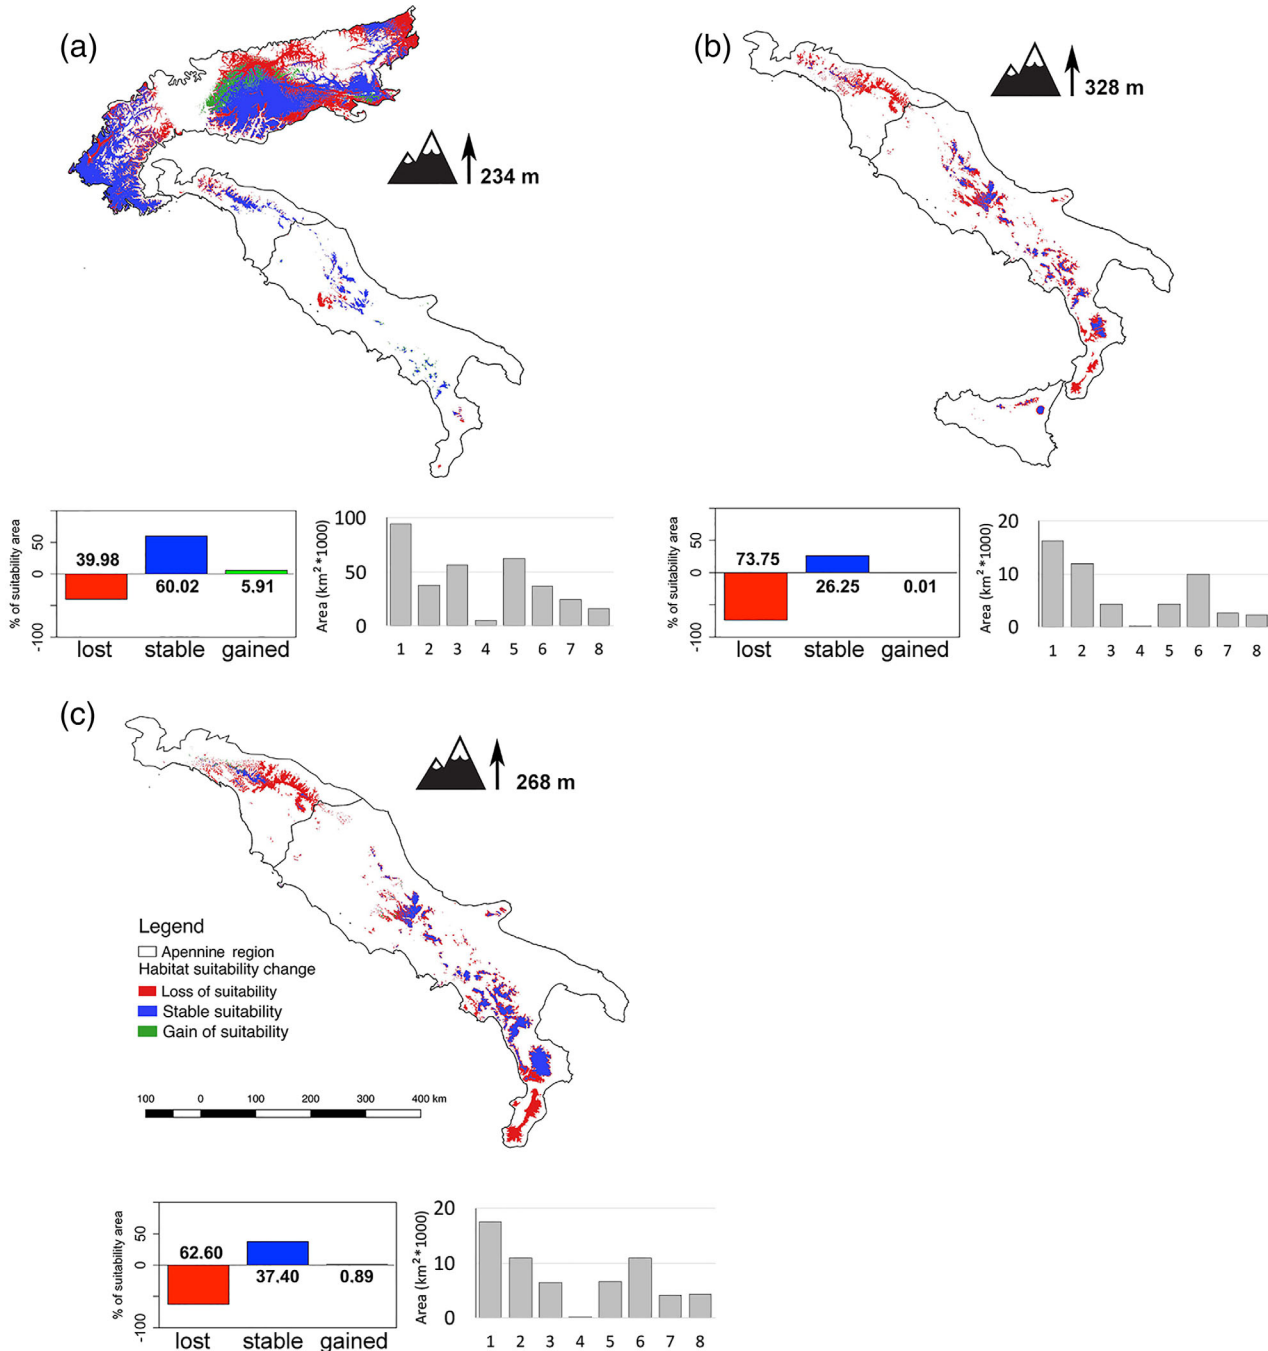 (a)
234 m
% of suitability area
50
0
-100
39.98
60.02
5.91
lost stable gained
Area (km²*1000)
100
50
0
1 2 3 4 5 6 7 8
(b)
328 m
% of suitability area
50
0
-100
73.75
26.25
0.01
lost stable gained
Area (km²*1000)
20
10
0
1 2 3 4 5 6 7 8
(c)
268 m
Legend
Apennine region
Habitat suitability change
Loss of suitability
Stable suitability
Gain of suitability
100 0 100 200 300 400 km
% of suitability area
50
0
-100
62.60
37.40
0.89
lost stable gained
Area (km²*1000)
20
10
0
1 2 3 4 5 6 7 8